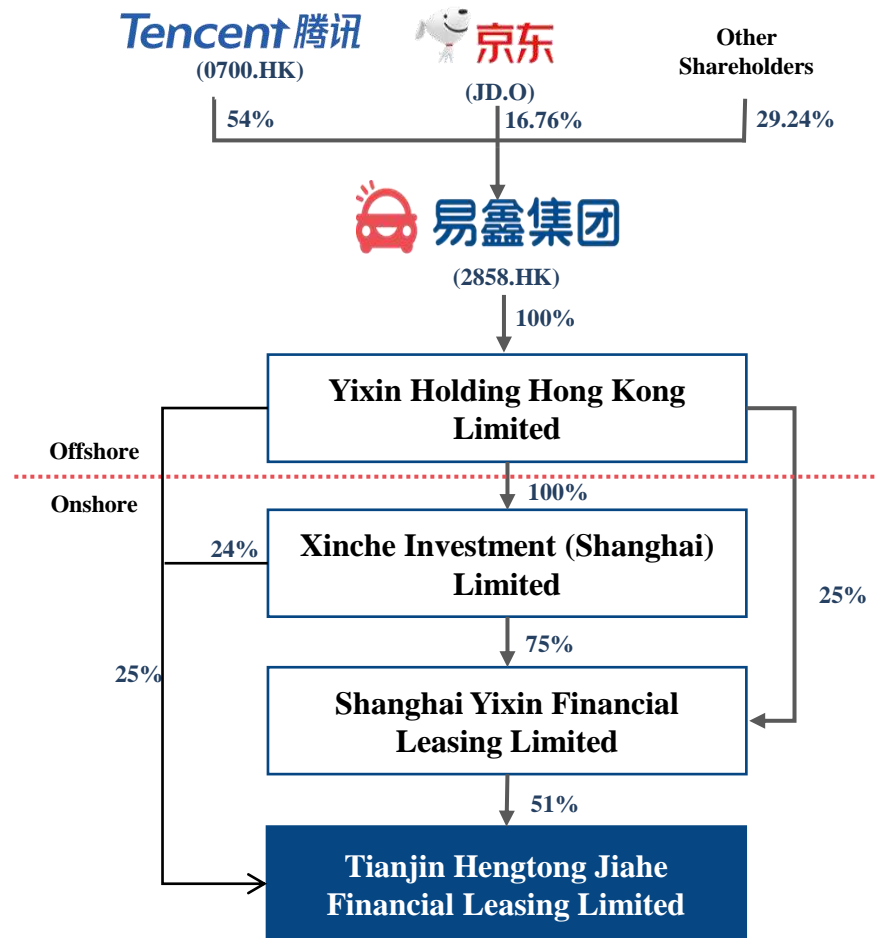 Tencent 腾讯
(0700.HK)
京东
(JD.O)
Other
Shareholders
54%
16.76%
29.24%
易鑫集团
(2858.HK)
100%
Yixin Holding Hong Kong
Limited
Offshore
Onshore
100%
24%
Xinche Investment (Shanghai)
Limited
25%
75%
25%
Shanghai Yixin Financial
Leasing Limited
51%
Tianjin Hengtong Jiahe
Financial Leasing Limited